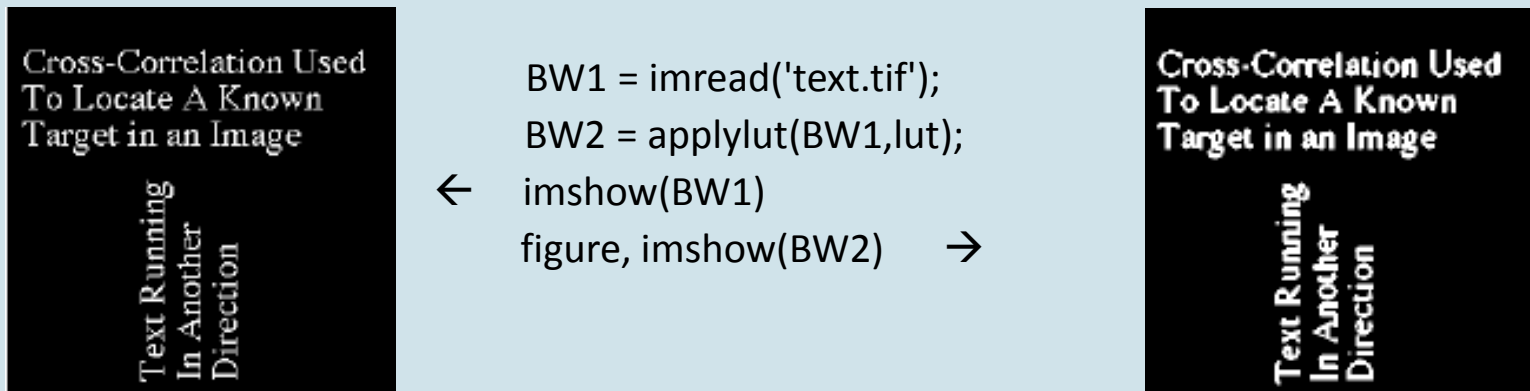 Cross-Correlation Used
To Locate A Known
Target in an Image
Text Running
In Another
Direction
BW1 = imread('text.tif');
BW2 = applylut(BW1,lut);
← imshow(BW1)
figure, imshow(BW2) →
Cross-Correlation Used
To Locate A Known
Target in an Image
Text Running
In Another
Direction